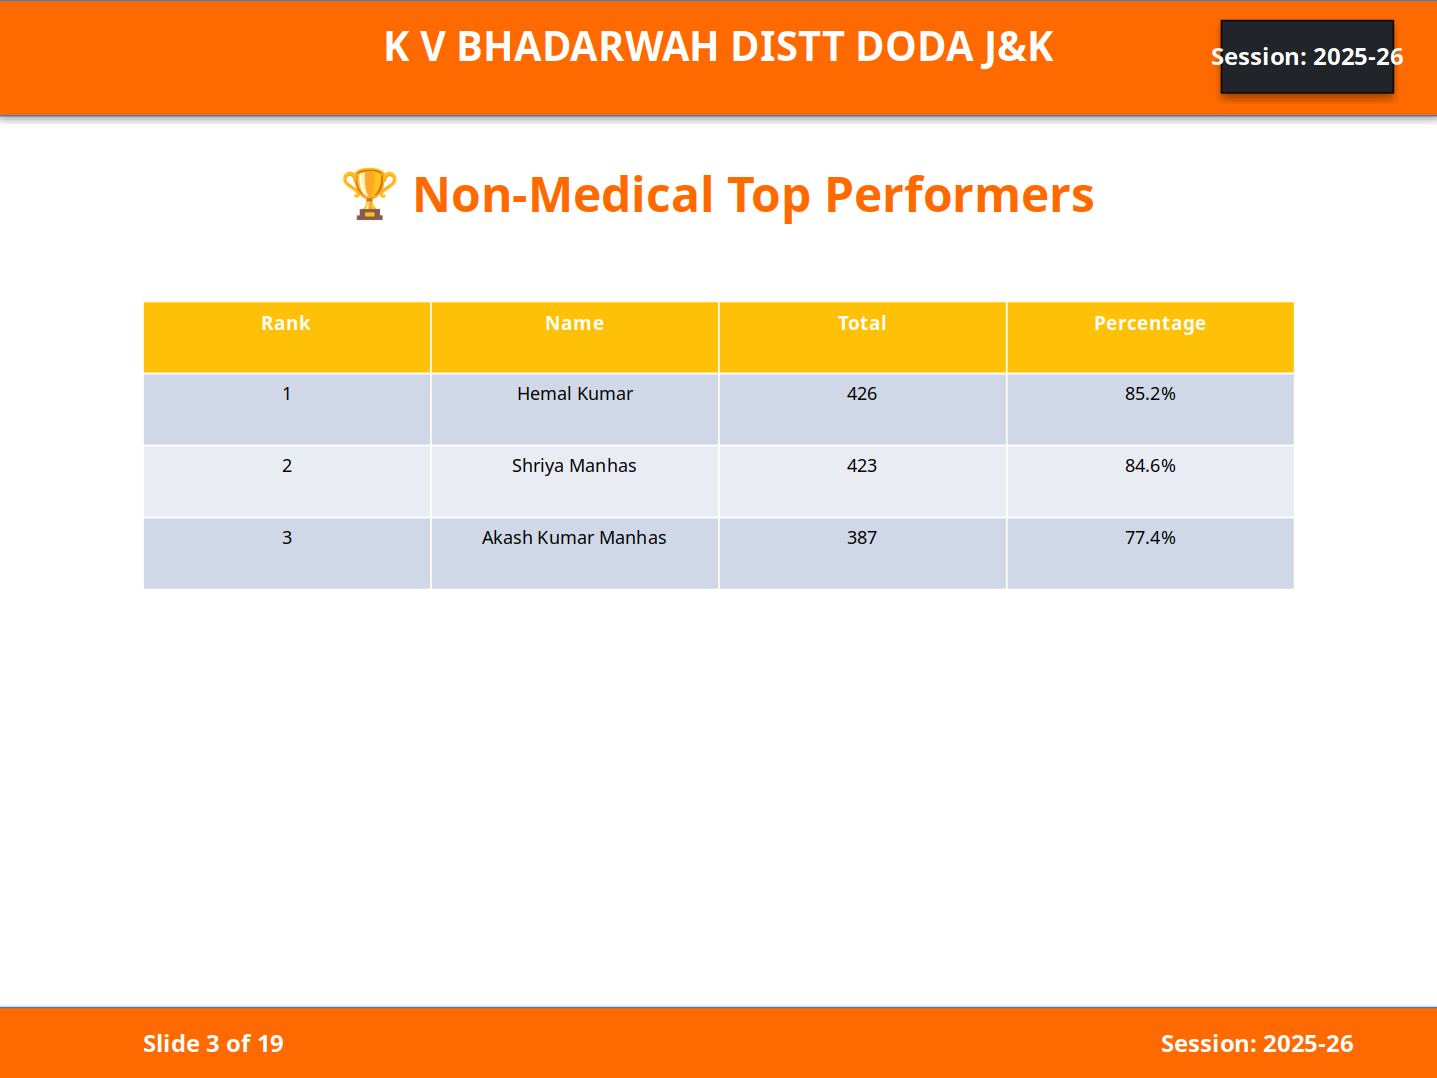 K V BHADARWAH DISTT DODA J&K
Session: 2025-26
🏆 Non-Medical Top Performers
Rank Name Total Percentage
1 Hemal Kumar 426 85.2%
2 Shriya Manhas 423 84.6%
3 Akash Kumar Manhas 387 77.4%
Slide 3 of 19 Session: 2025-26